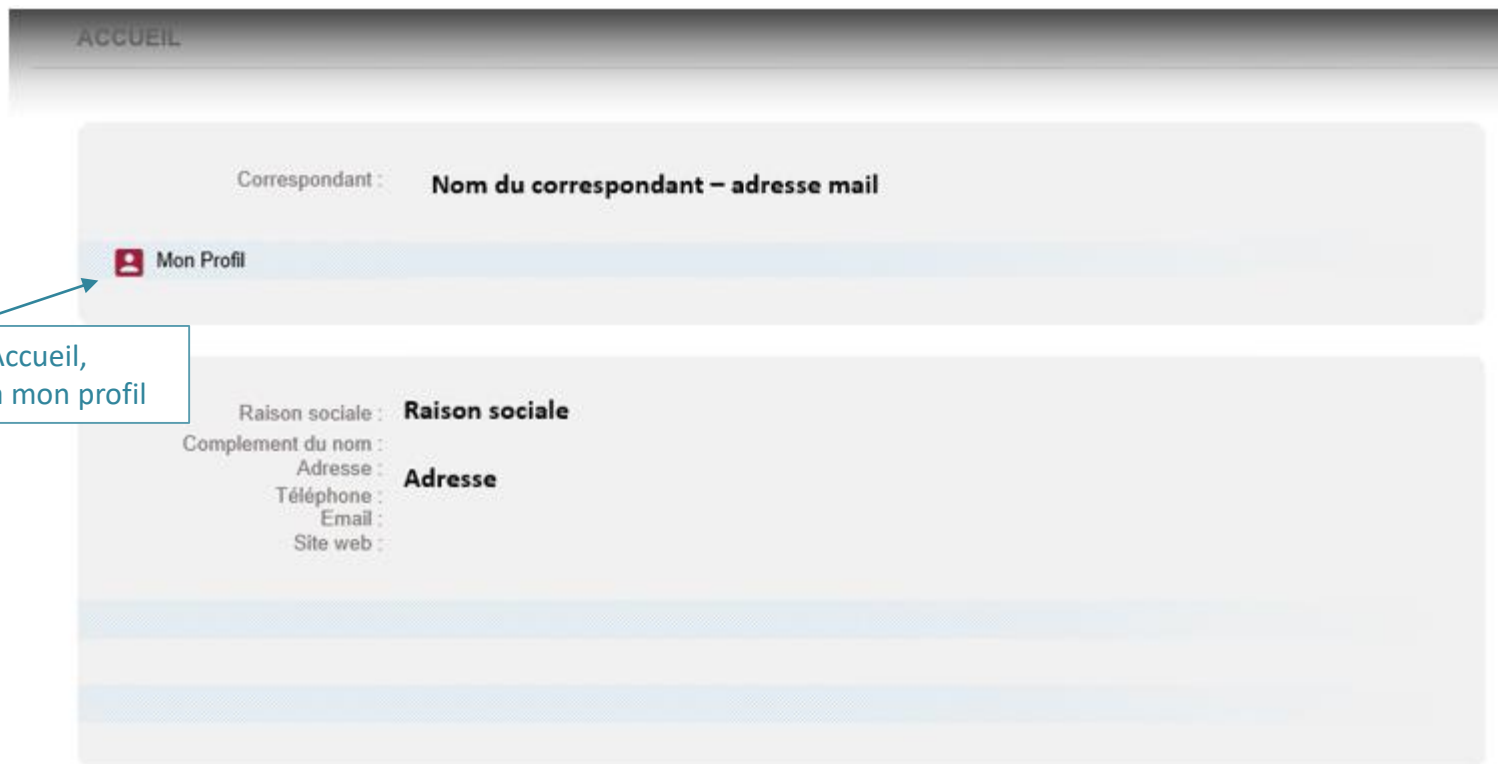 ACCUEIL
Correspondant : Nom du correspondant – adresse mail
Mon Profil
Accueil,
mon profil
Raison sociale : Raison sociale
Complement du nom :
Adresse :
Adresse
Téléphone :
Email :
Site web :